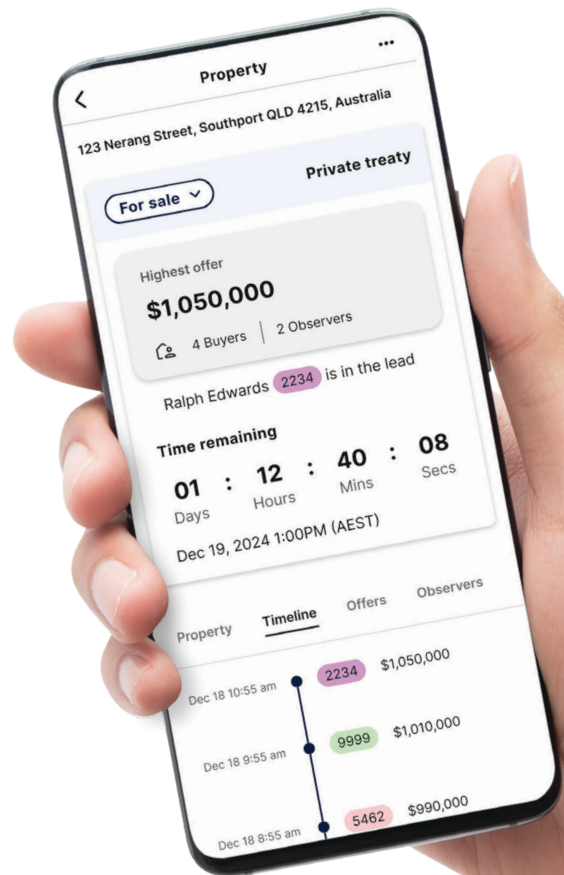 Property
123 Nerang Street, Southport QLD 4215, Australia
For sale
Private treaty
Highest offer
$1,050,000
4 Buyers | 2 Observers
Ralph Edwards 2234 is in the lead
Time remaining
01 : 12 : 40 : 08
Days Hours Mins Secs
Dec 19, 2024 1:00PM (AEST)
Property Timeline Offers Observers
Dec 18 10:55 am 2234 $1,050,000
Dec 18 9:55 am 9999 $1,010,000
Dec 18 8:55 am 5462 $990,000